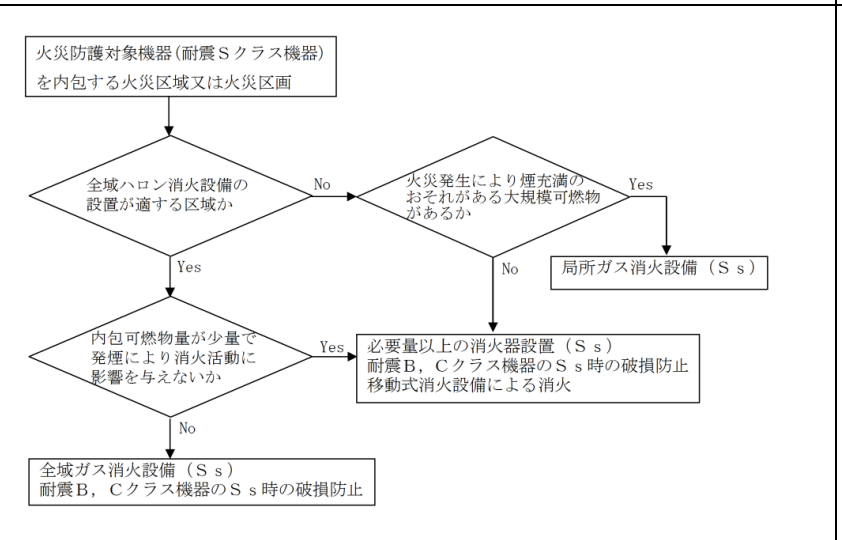 火災防護対象機器(耐震Ｓクラス機器)
を内包する火災区域又は火災区画
全域ハロン消火設備の
設置が適する区域か
No
火災発生により煙充満の
おそれがある大規模可燃物
があるか
Yes
局所ガス消火設備（Ｓｓ）
Yes
No
内包可燃物量が少量で
発煙により消火活動に
影響を与えないか
Yes
必要量以上の消火器設置（Ｓｓ）
耐震Ｂ，Ｃクラス機器のＳｓ時の破損防止
移動式消火設備による消火
No
全域ガス消火設備（Ｓｓ）
耐震Ｂ，Ｃクラス機器のＳｓ時の破損防止